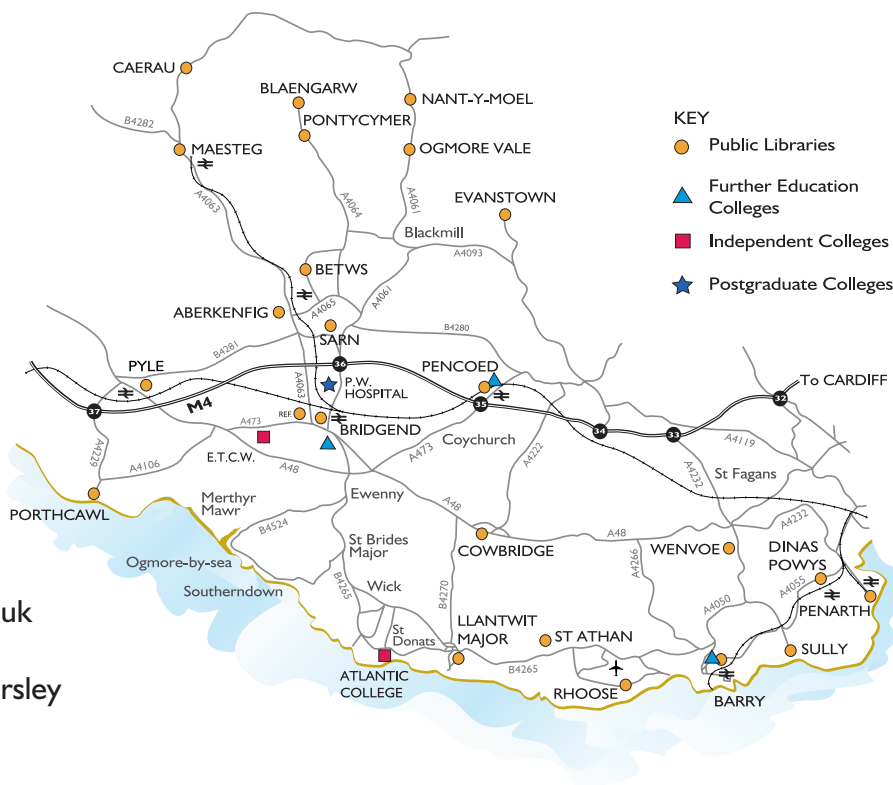 CAERAU
BLAENGARW
NANT-Y-MOEL
KEY
B4282
PONTYCYMER
Public Libraries
MAESTEG
OGMORE VALE
A4063
A4064
A4061
EVANSTOWN
Further Education
Colleges
Blackmill
Independent Colleges
A4093
BETWS
Postgraduate Colleges
A4061
A4065
ABERKENFIG
SARN
B4280
B4281
PYLE
36
PENCOED
P.W.
HOSPITAL
To CARDIFF
32
M4
A4063
37
35
REF.
BRIDGEND
34
33
A473
A4119
E.T.C.W.
A473
Coychurch
A4222
A4229
A4106
A48
A4232
St Fagans
PORTHCAWL
Merthyr
Mawr
Ewenny
A48
B4524
A48
A4232
St Brides
Major
COWBRIDGE
WENVOE
DINAS
POWYS
Ogmore-by-sea
A4266
Southerndown
B4265
Wick
B4270
A4050
A4055
PENARTH
uk
St
Donats
LLANTWIT
MAJOR
ST ATHAN
SULLY
B4265
rsley
ATLANTIC
COLLEGE
RHOOSE
BARRY